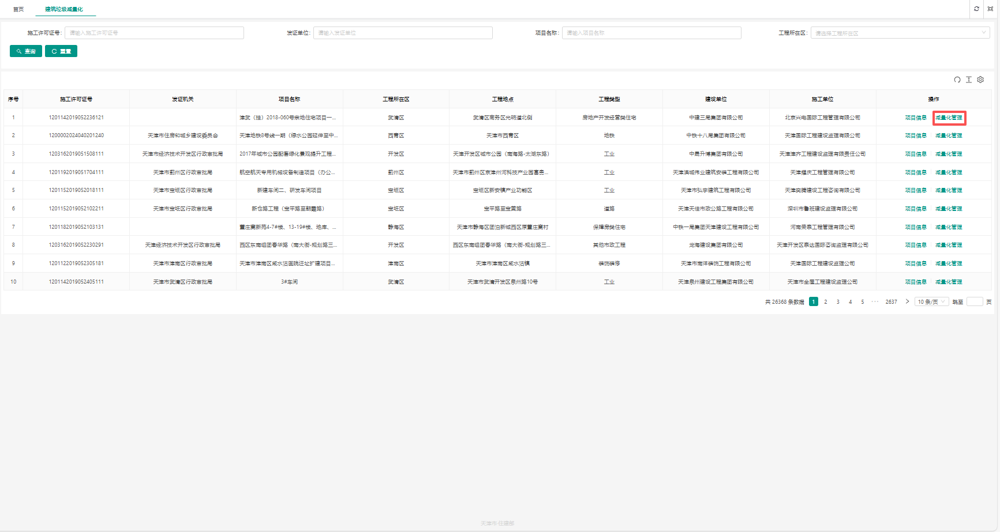 首页 建筑垃圾减量化
施工许可证号： 请输入施工许可证号 发证单位： 请输入发证单位 项目名称： 请输入项目名称 工程所在区： 请选择工程所在区
查询 重置
序号 施工许可证号 发证机关 项目名称 工程所在区 工程地点 工程类型 建设单位 施工单位 操作
1 1201142019052236121 津武（挂）2018-060号宗地住宅项目一... 武清区 武清区商务区光明道北侧 房地产开发经营类住宅 中建三局集团有限公司 北京兴电国际工程管理有限公司 项目信息 减量化管理
2 1200002024040201240 天津市住房和城乡建设委员会 天津地铁8号线一期（绿水公园延伸至中... 西青区 天津市西青区 地铁 中铁十八局集团有限公司 天津国际工程建设监理有限公司 项目信息 减量化管理
3 1203162019051508111 天津市经济技术开发区行政审批局 2017年城市公园配套绿化景观提升工程... 开发区 天津开发区城市公园（南海路-太湖东路） 工业 中晟升博集团有限公司 天津津齐工程建设监理有限责任公司 项目信息 减量化管理
4 1201192019051704111 天津市蓟州区行政审批局 航空航天专用机械设备制造项目（办公... 蓟州区 天津市蓟州区京津州河科技产业园富贵... 工业 天津滨城伟业建筑安装工程有限公司 天津耀庆工程管理有限公司 项目信息 减量化管理
5 1201152019052018111 天津市宝坻区行政审批局 新建车间二、研发车间项目 宝坻区 宝坻区新安镇产业功能区 工业 天津市弘宇建筑工程有限公司 天津奕腾建设工程咨询有限公司 项目信息 减量化管理
6 1201152019052102211 天津市宝坻区行政审批局 新仓路工程（宝平路至朝霞路） 宝坻区 宝平路至宝黄路 道路 天津天佳市政公路工程有限公司 深圳市鲁班建设监理有限公司 项目信息 减量化管理
7 1201182019052103131 董庄窠新苑4-7#楼、13-19#楼、地库、... 静海区 天津市静海区团泊新城西区原董庄窠村 保障房类住宅 中铁一局集团天津建设工程有限公司 河南荣泰工程管理有限公司 项目信息 减量化管理
8 1203162019052230291 天津经济技术开发区行政审批局 西区东南组团春华路（南大街-规划路三... 开发区 西区东南组团春华路（南大街-规划路三... 其他市政工程 龙海建设集团有限公司 天津开发区泰达国际咨询监理有限公司 项目信息 减量化管理
9 1201122019052305181 天津市津南区行政审批局 天津市津南区咸水沽医院迁址扩建项目... 津南区 天津市津南区咸水沽镇 装饰装修 天津市南洋装饰工程有限公司 天津国际工程建设监理公司 项目信息 减量化管理
10 1201142019052405111 天津市武清区行政审批局 3#车间 武清区 天津市武清开发区泉州路10号 工业 天津泉州建设工程集团有限公司 天津市金厦工程建设监理公司 项目信息 减量化管理
共 26368 条数据 1 2 3 4 5 ··· 2637 10 条/页 跳至 页
天津市·住建部